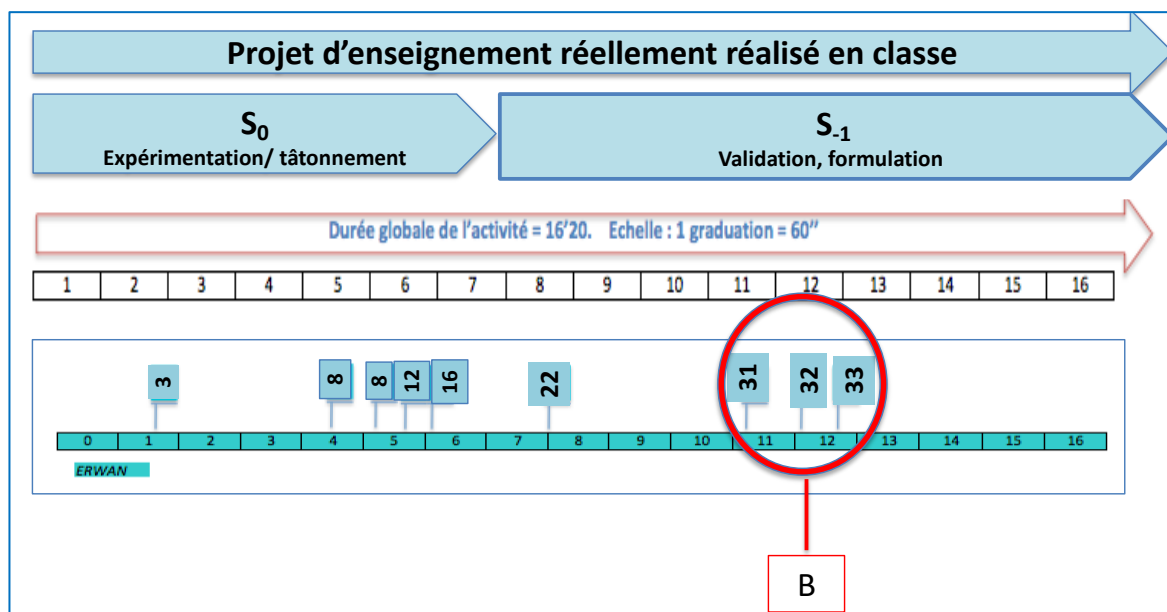 Projet d’enseignement réellement réalisé en classe
S₀
Expérimentation/ tâtonnement
S₋₁
Validation, formulation
Durée globale de l’activité = 16’20. Echelle : 1 graduation = 60’’
1 2 3 4 5 6 7 8 9 10 11 12 13 14 15 16
3 8 8 12 16 22 31 32 33
0 1 2 3 4 5 6 7 8 9 10 11 12 13 14 15 16
ERWAN
B